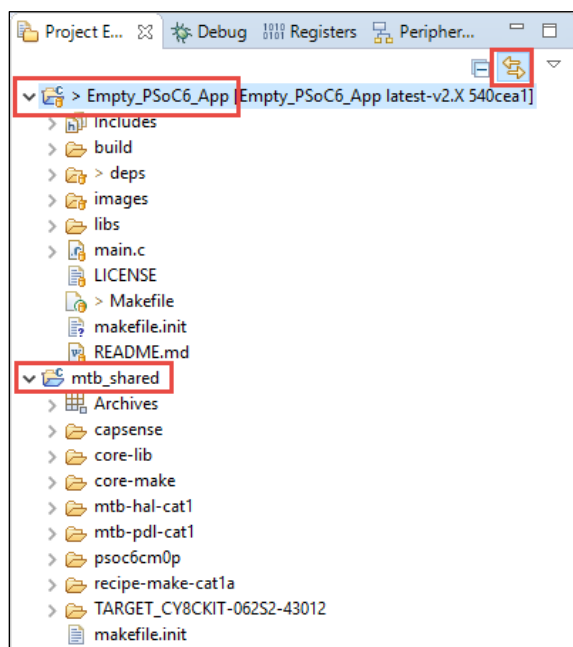 Project E... Debug 1010 0101 Registers Peripher...
> Empty_PSoC6_App [Empty_PSoC6_App latest-v2.X 540cea1]
Includes
build
> deps
images
libs
main.c
LICENSE
> Makefile
makefile.init
README.md
mtb_shared
Archives
capsense
core-lib
core-make
mtb-hal-cat1
mtb-pdl-cat1
psoc6cm0p
recipe-make-cat1a
TARGET_CY8CKIT-062S2-43012
makefile.init